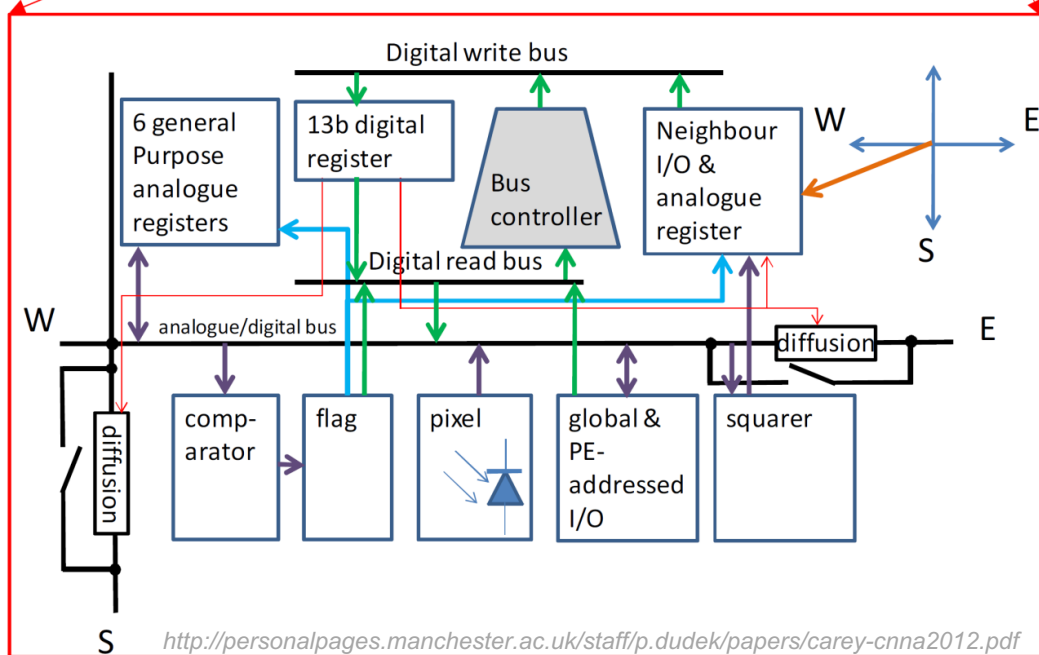 Digital write bus
6 general
Purpose
analogue
registers
13b digital
register
Bus
controller
Neighbour
I/O &
analogue
register
W
E
S
Digital read bus
W
analogue/digital bus
E
diffusion
comp-
arator
flag
pixel
global &
PE-
addressed
I/O
squarer
diffusion
S
http://personalpages.manchester.ac.uk/staff/p.dudek/papers/carey-cnna2012.pdf